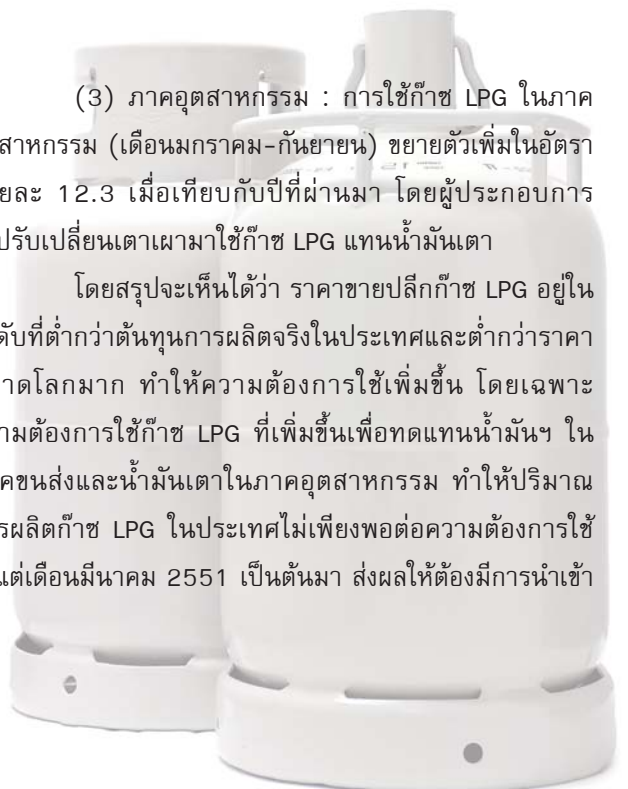 (3) ภาคอุตสาหกรรม : การใช้ก๊าซ LPG ในภาค
สาหกรรม (เดือนมกราคม-กันยายน) ขยายตัวเพิ่มในอัตรา
ยละ 12.3 เมื่อเทียบกับปีที่ผ่านมา โดยผู้ประกอบการ
ปรับเปลี่ยนเตาเผามาใช้ก๊าซ LPG แทนน้ำมันเตา
โดยสรุปจะเห็นได้ว่า ราคาขายปลีกก๊าซ LPG อยู่ใน
ดับที่ต่ำกว่าต้นทุนการผลิตจริงในประเทศและต่ำกว่าราคา
าดโลกมาก ทำให้ความต้องการใช้เพิ่มขึ้น โดยเฉพาะ
ามต้องการใช้ก๊าซ LPG ที่เพิ่มขึ้นเพื่อทดแทนน้ำมันฯ ใน
คขนส่งและน้ำมันเตาในภาคอุตสาหกรรม ทำให้ปริมาณ
รผลิตก๊าซ LPG ในประเทศไม่เพียงพอต่อความต้องการใช้
แต่เดือนมีนาคม 2551 เป็นต้นมา ส่งผลให้ต้องมีการนำเข้า